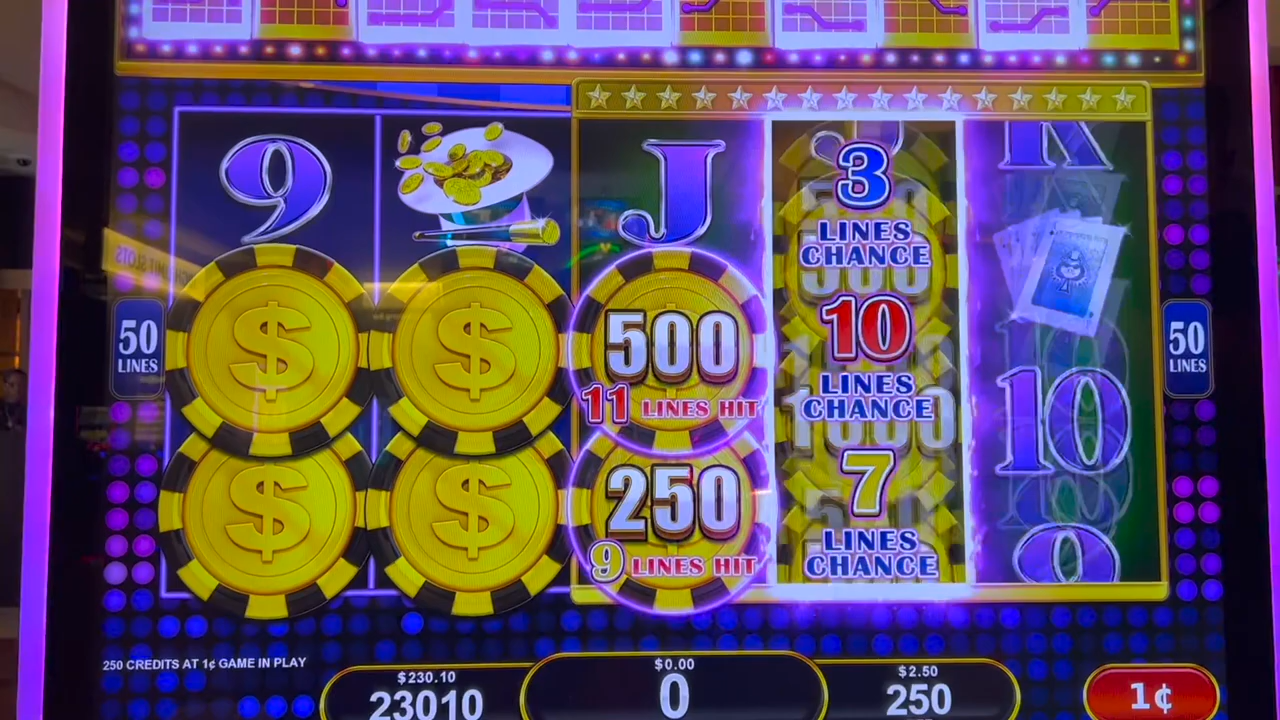 9
J
K
3
LINES
CHANCE
50
LINES
$
$
500
11 LINES HIT
10
LINES
CHANCE
10
50
LINES
$
$
250
9 LINES HIT
7
LINES
CHANCE
250 CREDITS AT 1¢ GAME IN PLAY
$230.10
23010
$0.00
0
$2.50
250
1¢